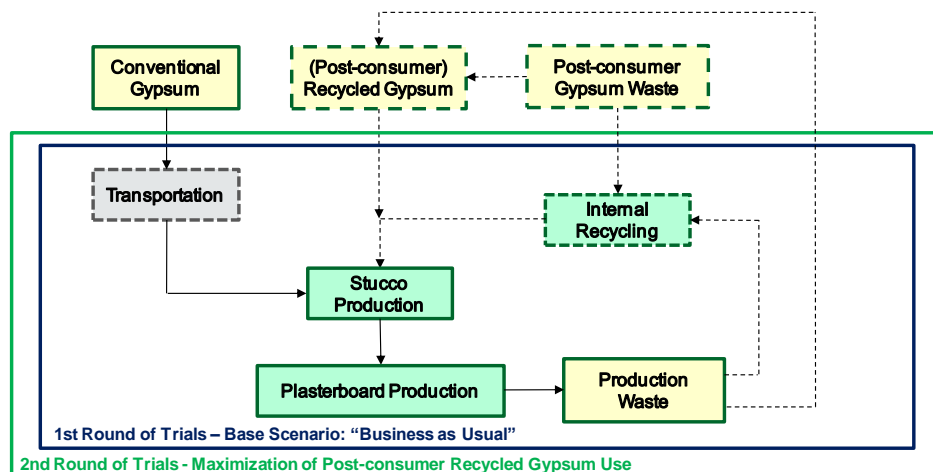 Conventional
Gypsum
(Post-consumer)
Recycled Gypsum
Post-consumer
Gypsum Waste
Transportation
Internal
Recycling
Stucco
Production
Plasterboard Production
Production
Waste
1st Round of Trials – Base Scenario: “Business as Usual”
2nd Round of Trials - Maximization of Post-consumer Recycled Gypsum Use